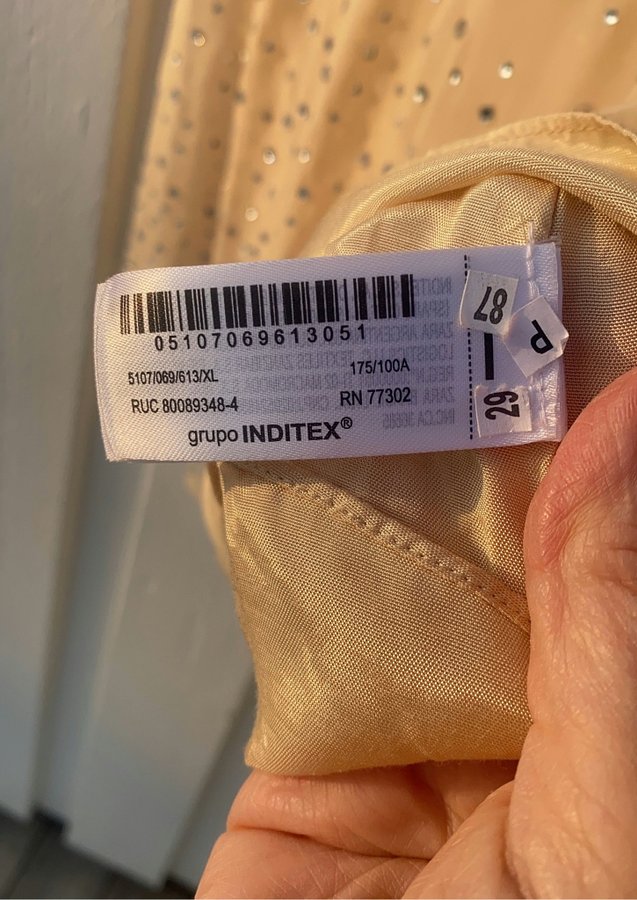 05107069613051
5107/069/613/XL
175/100A
RUC 80089348-4
RN 77302
grupo INDITEX®
87
P
29